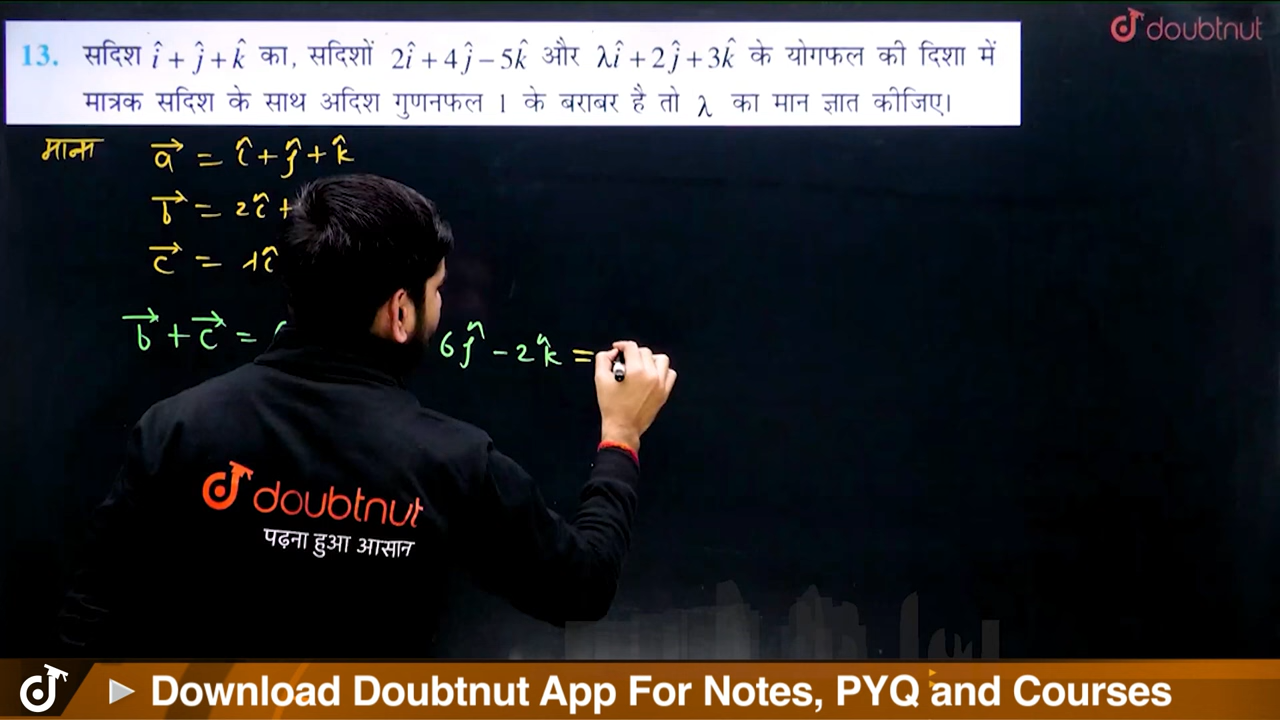 doubtnut
13. सदिश î + ĵ + k̂ का, सदिशों 2î + 4ĵ − 5k̂ और λî + 2ĵ + 3k̂ के योगफल की दिशा में
मात्रक सदिश के साथ अदिश गुणनफल 1 के बराबर है तो λ का मान ज्ञात कीजिए।
माना a⃗ = î + ĵ + k̂
b⃗ = 2î +
c⃗ = λî
b⃗ + c⃗ = ( 6ĵ − 2k̂ =
doubtnut
पढ़ना हुआ आसान
Download Doubtnut App For Notes, PYQ and Courses